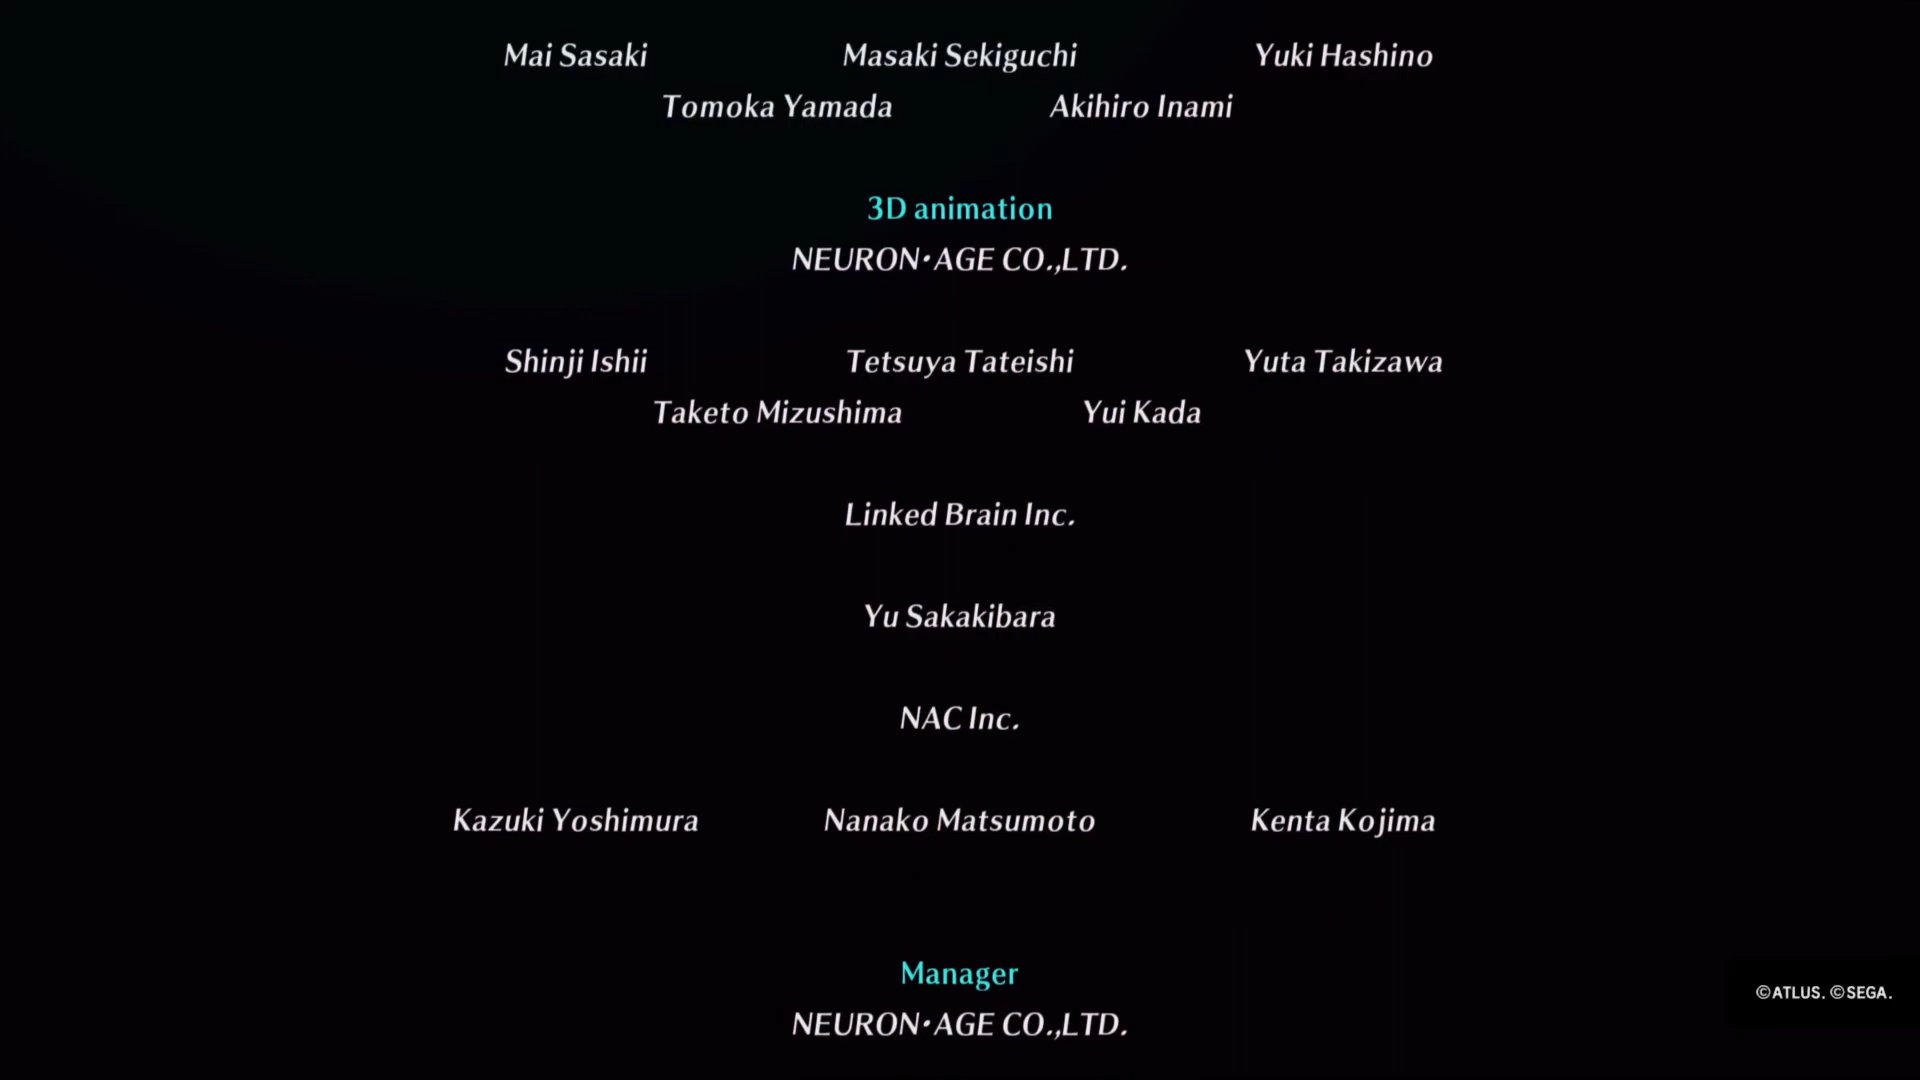 Mai Sasaki Masaki Sekiguchi Yuki Hashino
Tomoka Yamada Akihiro Inami
3D animation
NEURON・AGE CO.,LTD.
Shinji Ishii Tetsuya Tateishi Yuta Takizawa
Taketo Mizushima Yui Kada
Linked Brain Inc.
Yu Sakakibara
NAC Inc.
Kazuki Yoshimura Nanako Matsumoto Kenta Kojima
Manager
©ATLUS. ©SEGA.
NEURON・AGE CO.,LTD.